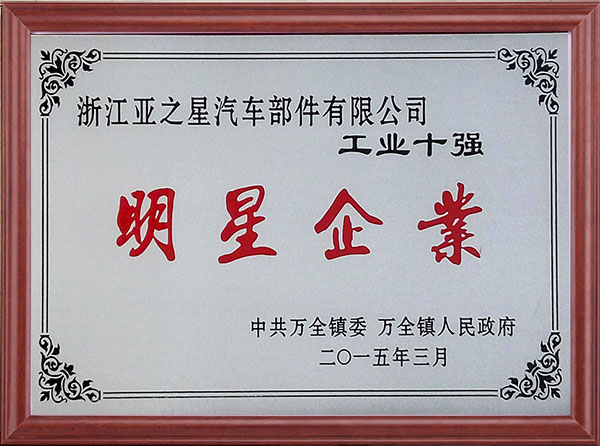 浙江亚之星汽车部件有限公司
工业十强
明星企業
中共万全镇委 万全镇人民政府
二〇一五年三月